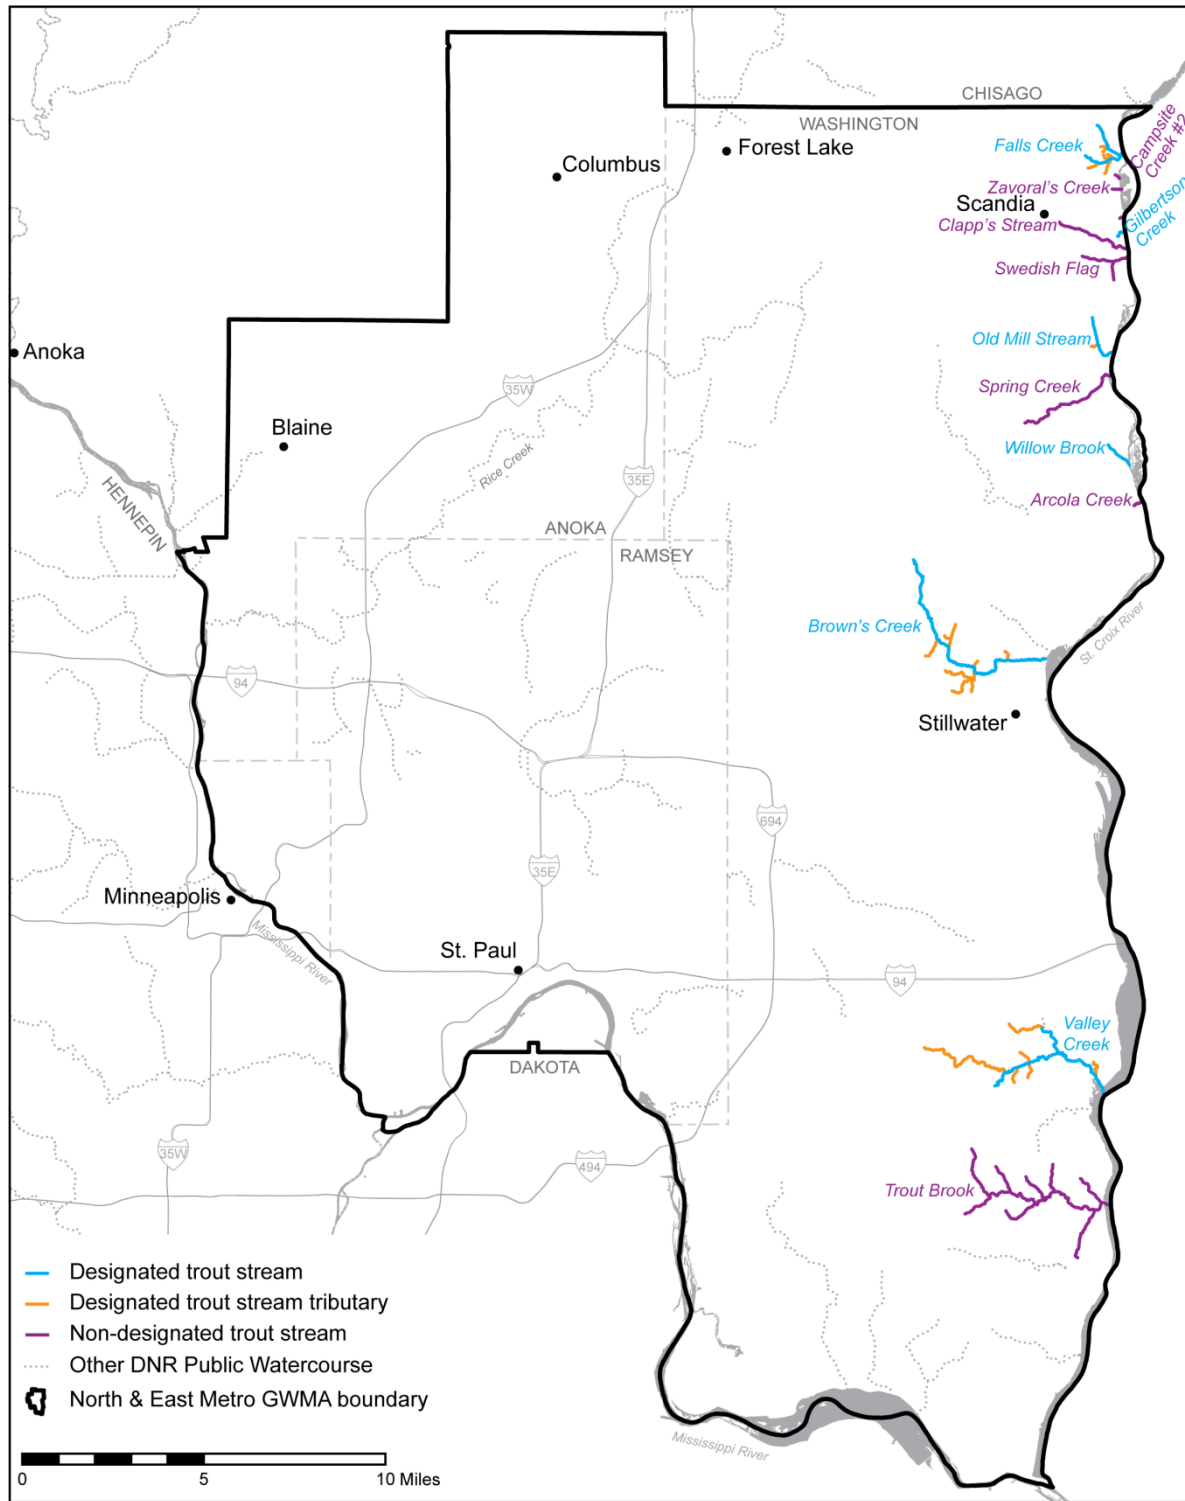 CHISAGO
WASHINGTON
Campsite
Creek #2
Falls Creek
Forest Lake
Columbus
Zavoral's Creek
Scandia
Gilbertson
Creek
Clapp's Stream
Swedish Flag
Anoka
Old Mill Stream
35W
Spring Creek
Blaine
Rice Creek
Willow Brook
35E
HENNEPIN
Arcola Creek
ANOKA
RAMSEY
Brown's Creek
St. Croix River
94
Stillwater
694
35E
Minneapolis
Mississippi River
St. Paul
94
Valley
Creek
DAKOTA
35W
494
Trout Brook
Designated trout stream
Designated trout stream tributary
Non-designated trout stream
Other DNR Public Watercourse
North & East Metro GWMA boundary
Mississippi River
0 5 10 Miles